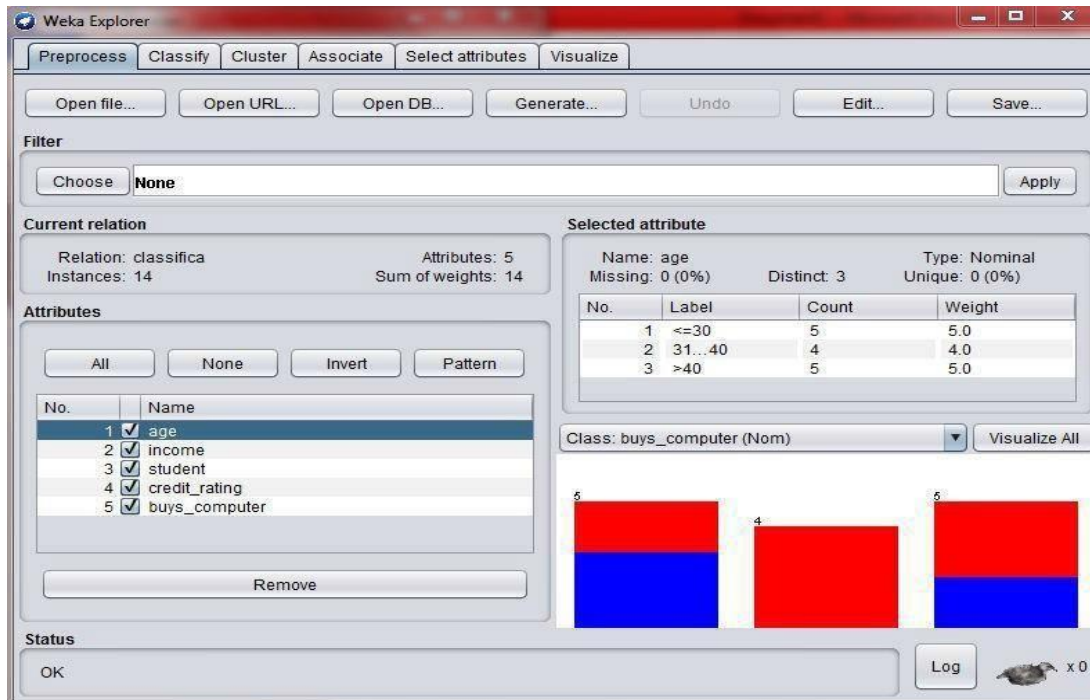 Weka Explorer
Preprocess Classify Cluster Associate Select attributes Visualize
Open file... Open URL... Open DB... Generate... Undo Edit... Save...
Filter
Choose None Apply
Current relation
Relation: classifica Attributes: 5
Instances: 14 Sum of weights: 14
Attributes
All None Invert Pattern
No. Name
1 age
2 income
3 student
4 credit_rating
5 buys_computer
Remove
Selected attribute
Name: age Type: Nominal
Missing: 0 (0%) Distinct: 3 Unique: 0 (0%)
No. Label Count Weight
1 <=30 5 5.0
2 31...40 4 4.0
3 >40 5 5.0
Class: buys_computer (Nom) Visualize All
5 4 5
Status
OK
Log x 0